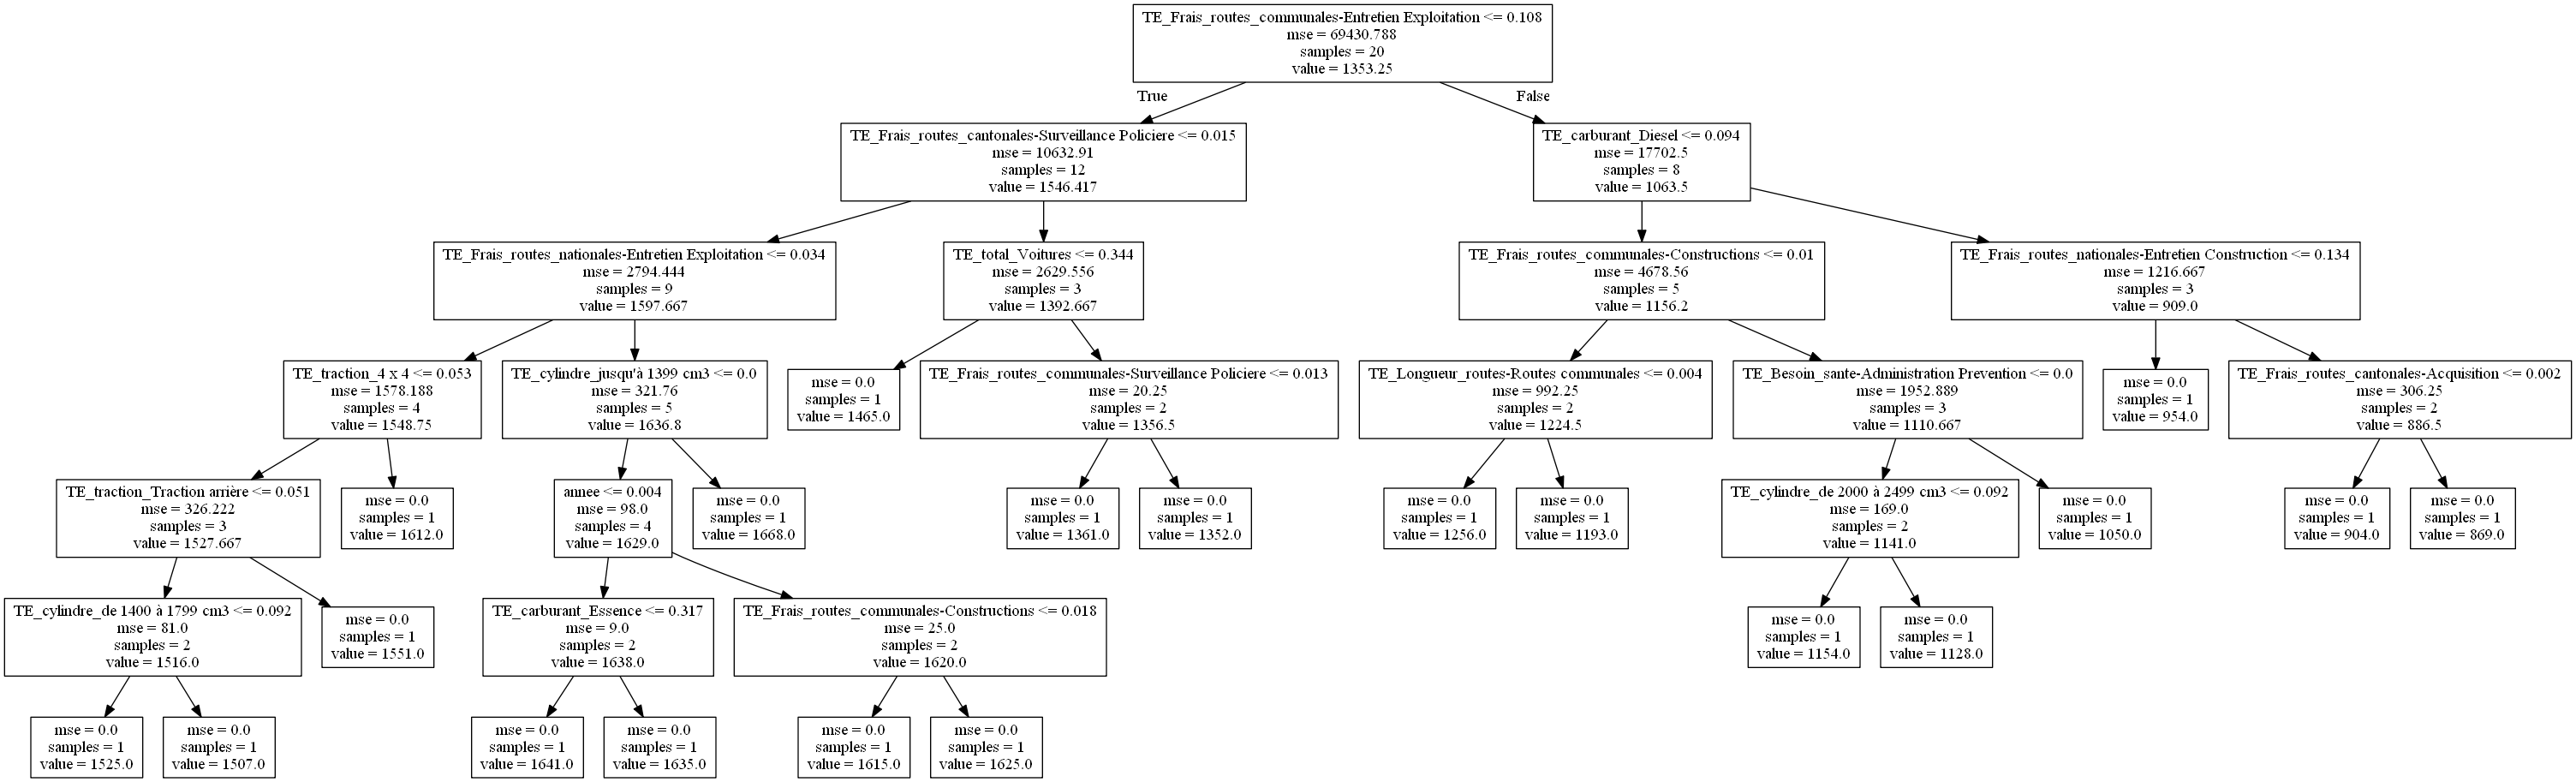 TE_Frais_routes_communales-Entretien Exploitation <= 0.108
mse = 69430.788
samples = 20
value = 1353.25
True
False
TE_Frais_routes_cantonales-Surveillance Policiere <= 0.015
mse = 10632.91
samples = 12
value = 1546.417
TE_carburant_Diesel <= 0.094
mse = 17702.5
samples = 8
value = 1063.5
TE_Frais_routes_nationales-Entretien Exploitation <= 0.034
mse = 2794.444
samples = 9
value = 1597.667
TE_total_Voitures <= 0.344
mse = 2629.556
samples = 3
value = 1392.667
TE_Frais_routes_communales-Constructions <= 0.01
mse = 4678.56
samples = 5
value = 1156.2
TE_Frais_routes_nationales-Entretien Construction <= 0.134
mse = 1216.667
samples = 3
value = 909.0
TE_traction_4 x 4 <= 0.053
mse = 1578.188
samples = 4
value = 1548.75
TE_cylindre_jusqu'à 1399 cm3 <= 0.0
mse = 321.76
samples = 5
value = 1636.8
mse = 0.0
samples = 1
value = 1465.0
TE_Frais_routes_communales-Surveillance Policiere <= 0.013
mse = 20.25
samples = 2
value = 1356.5
TE_Longueur_routes-Routes communales <= 0.004
mse = 992.25
samples = 2
value = 1224.5
TE_Besoin_sante-Administration Prevention <= 0.0
mse = 1952.889
samples = 3
value = 1110.667
mse = 0.0
samples = 1
value = 954.0
TE_Frais_routes_cantonales-Acquisition <= 0.002
mse = 306.25
samples = 2
value = 886.5
TE_traction_Traction arrière <= 0.051
mse = 326.222
samples = 3
value = 1527.667
mse = 0.0
samples = 1
value = 1612.0
annee <= 0.004
mse = 98.0
samples = 4
value = 1629.0
mse = 0.0
samples = 1
value = 1668.0
mse = 0.0
samples = 1
value = 1361.0
mse = 0.0
samples = 1
value = 1352.0
mse = 0.0
samples = 1
value = 1256.0
mse = 0.0
samples = 1
value = 1193.0
TE_cylindre_de 2000 à 2499 cm3 <= 0.092
mse = 169.0
samples = 2
value = 1141.0
mse = 0.0
samples = 1
value = 1050.0
mse = 0.0
samples = 1
value = 904.0
mse = 0.0
samples = 1
value = 869.0
TE_cylindre_de 1400 à 1799 cm3 <= 0.092
mse = 81.0
samples = 2
value = 1516.0
mse = 0.0
samples = 1
value = 1551.0
TE_carburant_Essence <= 0.317
mse = 9.0
samples = 2
value = 1638.0
TE_Frais_routes_communales-Constructions <= 0.018
mse = 25.0
samples = 2
value = 1620.0
mse = 0.0
samples = 1
value = 1154.0
mse = 0.0
samples = 1
value = 1128.0
mse = 0.0
samples = 1
value = 1525.0
mse = 0.0
samples = 1
value = 1507.0
mse = 0.0
samples = 1
value = 1641.0
mse = 0.0
samples = 1
value = 1635.0
mse = 0.0
samples = 1
value = 1615.0
mse = 0.0
samples = 1
value = 1625.0